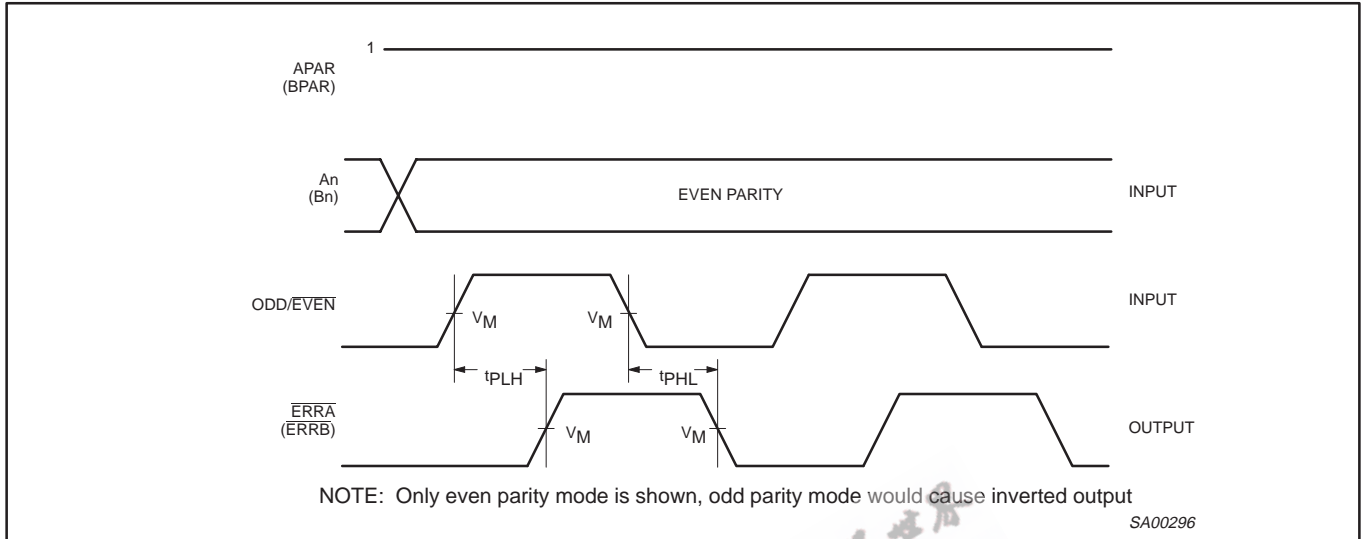 1
APAR
(BPAR)
An
(Bn)
EVEN PARITY
INPUT
ODD/EVEN
VM
VM
INPUT
tPLH
tPHL
ERRA
(ERRB)
VM
VM
OUTPUT
NOTE: Only even parity mode is shown, odd parity mode would cause inverted output
SA00296